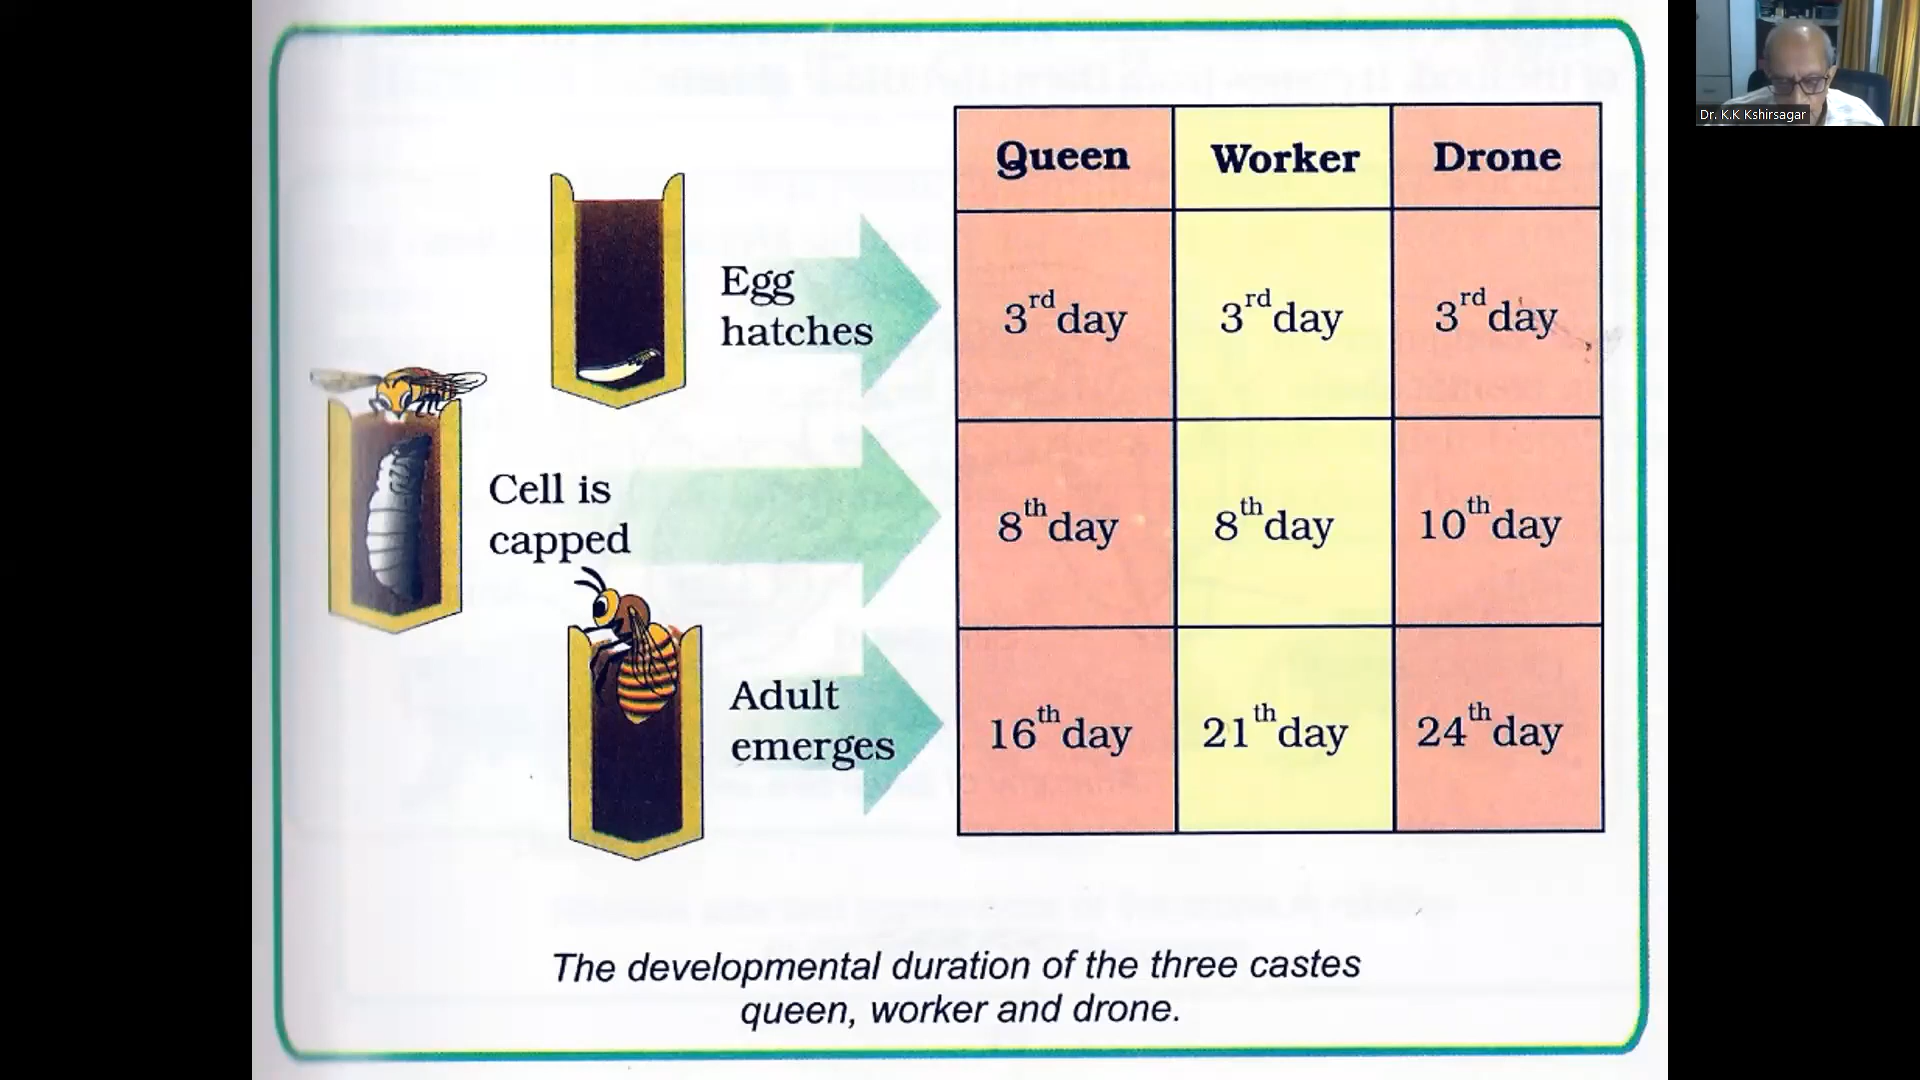 Dr. K.K Kshirsagar
Queen Worker Drone
Egg
hatches
3rd day 3rd day 3rd day
Cell is
capped
8th day 8th day 10th day
Adult
emerges
16th day 21th day 24th day
The developmental duration of the three castes
queen, worker and drone.